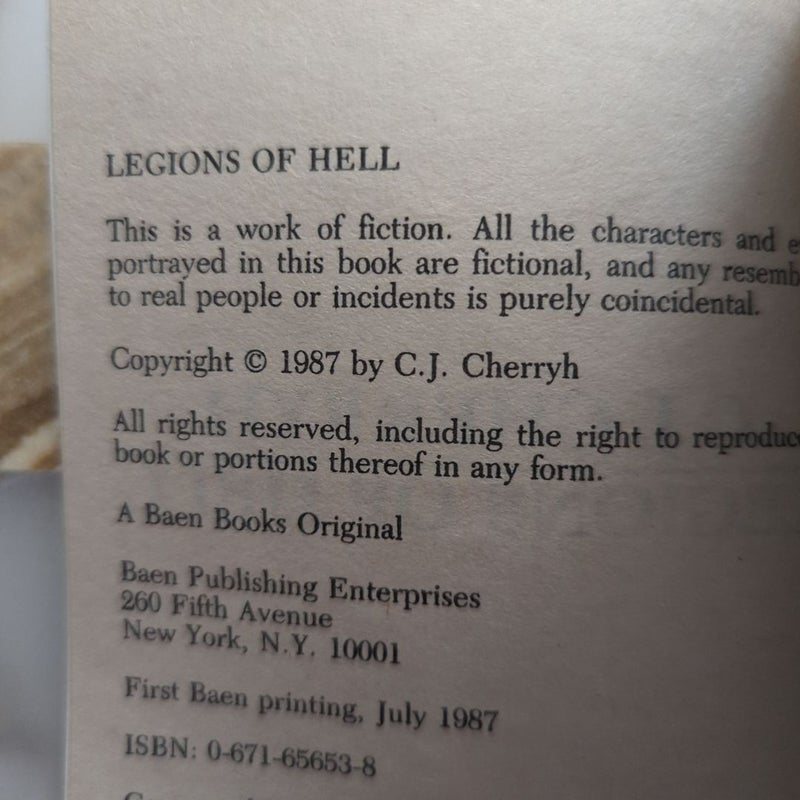 LEGIONS OF HELL
This is a work of fiction. All the characters and
portrayed in this book are fictional, and any
to real people or incidents is purely coincidental.
Copyright © 1987 by C.J. Cherryh
All rights reserved, including the right to
book or portions thereof in any form.
A Baen Books Original
Baen Publishing Enterprises
260 Fifth Avenue
New York, N.Y. 10001
First Baen printing, July 1987
ISBN: 0-671-65653-8